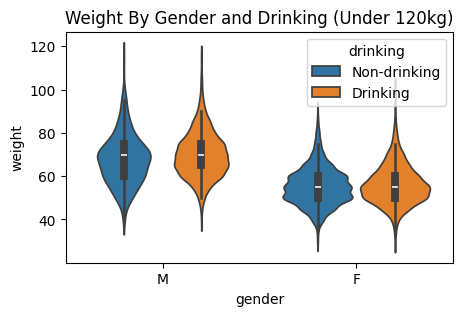 Weight By Gender and Drinking (Under 120kg)
drinking
Non-drinking
Drinking
weight
120
100
80
60
40
M
F
gender